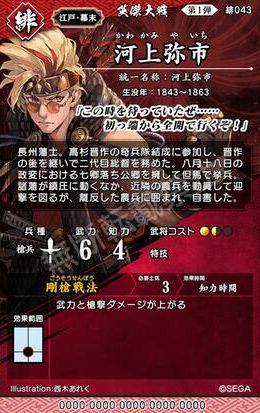 緋
江戸・幕末
英傑大戦
第1弾
緋043
かわかみ やいち
河上弥市
統一名称：河上弥市
生没年：1843～1863
「この時を待っていたぜ……
初っ端から全開で行くぞ！」
長州藩士。高杉晋作の奇兵隊結成に参加し、晋作
の後を継いで二代目総督を務めた。八月十八日の
政変における七卿落ち公卿を擁して但馬で挙兵。
諸藩が鎮圧に動くなか、近隣の農兵を動員して迎
撃を図るが、離反した農兵に囲まれ、自害した。
兵種 武力 知力 武将コスト
槍兵 6 4 特技
ごうそうせんぽう
剛槍戦法
必要士気 3
効果時間 知力時間
武力と槍撃ダメージが上がる
効果範囲
Illustration:西木あれく
©SEGA
0000-0000-0000-0000-0000